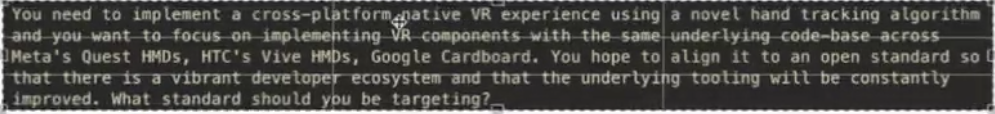 You need to implement a cross-platform native VR experience using a novel hand tracking algorithm
and you want to focus on implementing VR components with the same underlying code-base across
Meta's Quest HMDs, HTC's Vive HMDs, Google Cardboard. You hope to align it to an open standard so
that there is a vibrant developer ecosystem and that the underlying tooling will be constantly
improved. What standard should you be targeting?